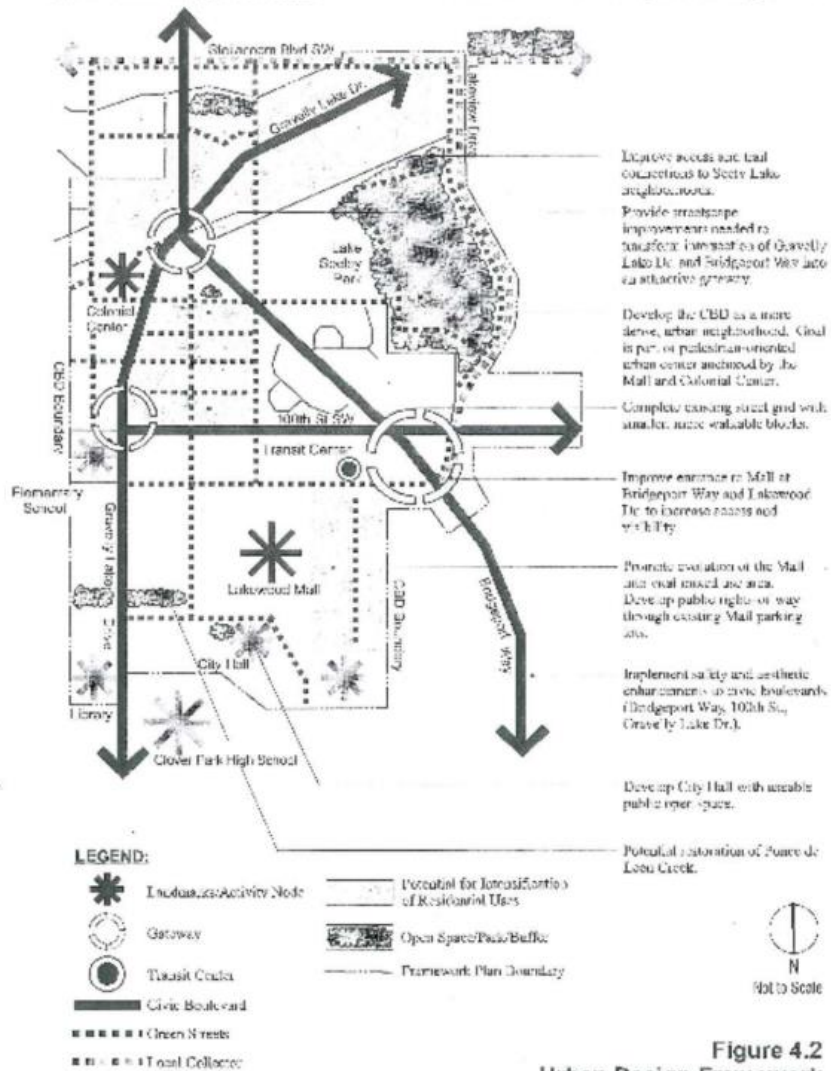 Steilacoom Blvd SW
Gravelly Lake Dr.
Lakeview Drive
Lake
Seeley
Park
Colonial
Center
CBD Boundary
100th St SW
Transit Center
Elementary
School
Gravelly Lake Drive
Lakewood Mall
CBD Boundary
Bridgeport Way
City Hall
Library
Clover Park High School
Improve access and trail
connections to Seely Lake
neighborhoods.
Provide streetscape
improvements needed to
transform intersection of Gravelly
Lake Dr. and Bridgeport Way into
an attractive gateway.
Develop the CBD as a more
dense, urban neighborhood. Goal
is part of pedestrian-oriented
urban center anchored by the
Mall and Colonial Center.
Complete existing street grid with
smaller, more walkable blocks.
Improve entrance to Mall at
Bridgeport Way and Lakewood
Dr. to increase access and
visibility.
Promote evolution of the Mall
into vital mixed use area.
Develop public rights-of-way
through existing Mall parking
lots.
Implement safety and aesthetic
enhancements to civic boulevards
(Bridgeport Way, 100th St.,
Gravelly Lake Dr.).
Develop City Hall with useable
public open space.
Potential restoration of Ponce de
Leon Creek.
LEGEND:
Landmarks/Activity Node
Gateway
Transit Center
Civic Boulevard
Green Streets
Local Collector
Potential for Intensification
of Residential Uses
Open Space/Park/Buffer
Framework Plan Boundary
N
Not to Scale
Figure 4.2
Urban Design Framework